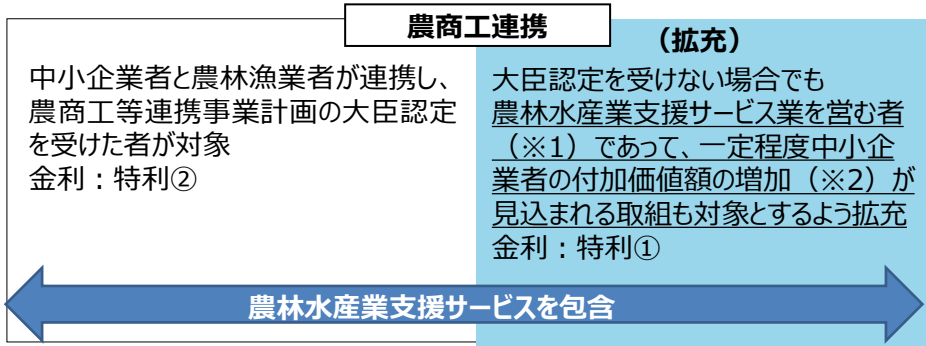 農商工連携
中小企業者と農林漁業者が連携し、
農商工等連携事業計画の大臣認定
を受けた者が対象
金利：特利②
（拡充）
大臣認定を受けない場合でも
農林水産業支援サービス業を営む者
（※1）であって、一定程度中小企
業者の付加価値額の増加（※2）が
見込まれる取組も対象とするよう拡充
金利：特利①
農林水産業支援サービスを包含